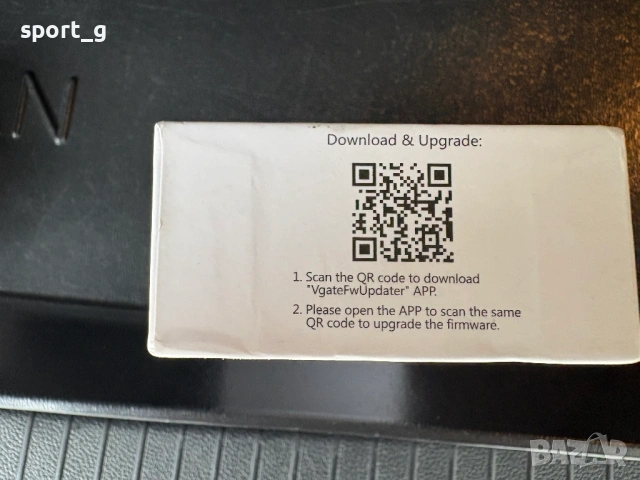 sport_g
N
Download & Upgrade:
1. Scan the QR code to download
"VgateFwUpdater" APP.
2. Please open the APP to scan the same
QR code to upgrade the firmware.
BAZAR